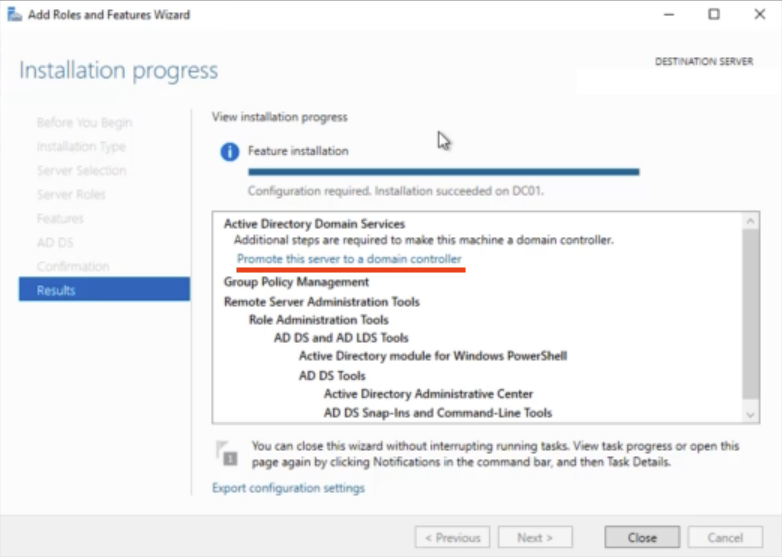 Add Roles and Features Wizard
Installation progress
DESTINATION SERVER
Before You Begin
Installation Type
Server Selection
Server Roles
Features
AD DS
Confirmation
Results
View installation progress
Feature installation
Configuration required. Installation succeeded on DC01.
Active Directory Domain Services
Additional steps are required to make this machine a domain controller.
Promote this server to a domain controller
Group Policy Management
Remote Server Administration Tools
Role Administration Tools
AD DS and AD LDS Tools
Active Directory module for Windows PowerShell
AD DS Tools
Active Directory Administrative Center
AD DS Snap-Ins and Command-Line Tools
1
You can close this wizard without interrupting running tasks. View task progress or open this
page again by clicking Notifications in the command bar, and then Task Details.
Export configuration settings
< Previous
Next >
Close
Cancel